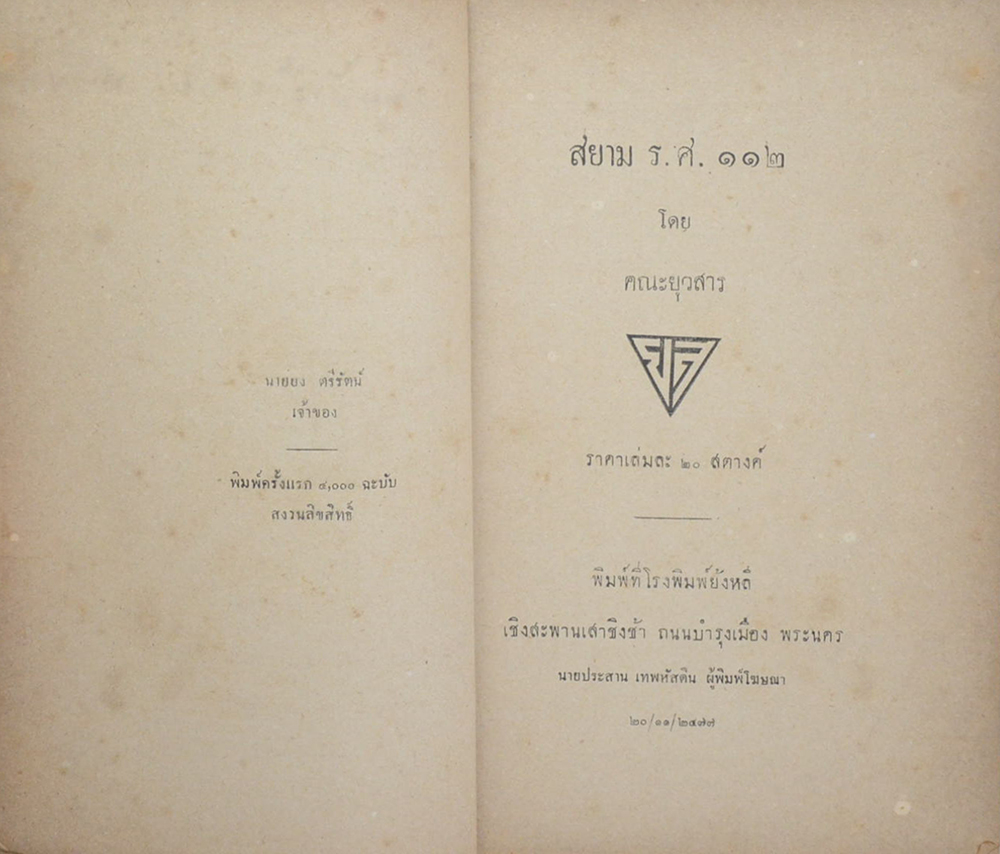 นายยง ตรีรัตน์
เจ้าของ
พิมพ์ครั้งแรก ๔,๐๐๐ ฉะบับ
สงวนลิขสิทธิ์
สยาม ร.ศ. ๑๑๒
โดย
คณะยุวสาร
ยส
ราคาเล่มละ ๒๐ สตางค์
พิมพ์ที่โรงพิมพ์ยังหลี
เชิงสะพานเสาชิงช้า ถนนบำรุงเมือง พระนคร
นายประสาน เทพหัสดิน ผู้พิมพ์โฆษณา
๒๐/๑๑/๒๔๗๗